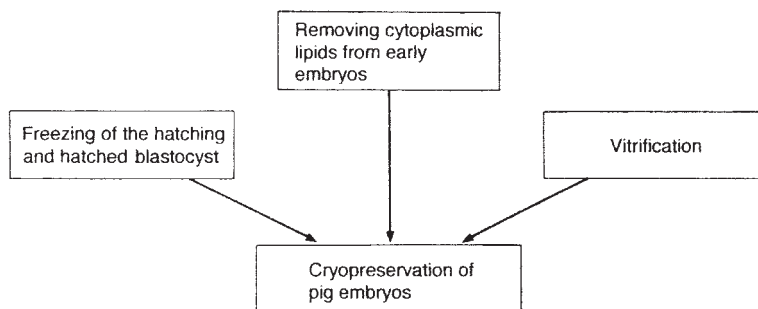 Removing cytoplasmic
lipids from early
embryos
Freezing of the hatching
and hatched blastocyst
Vitrification
Cryopreservation of
pig embryos